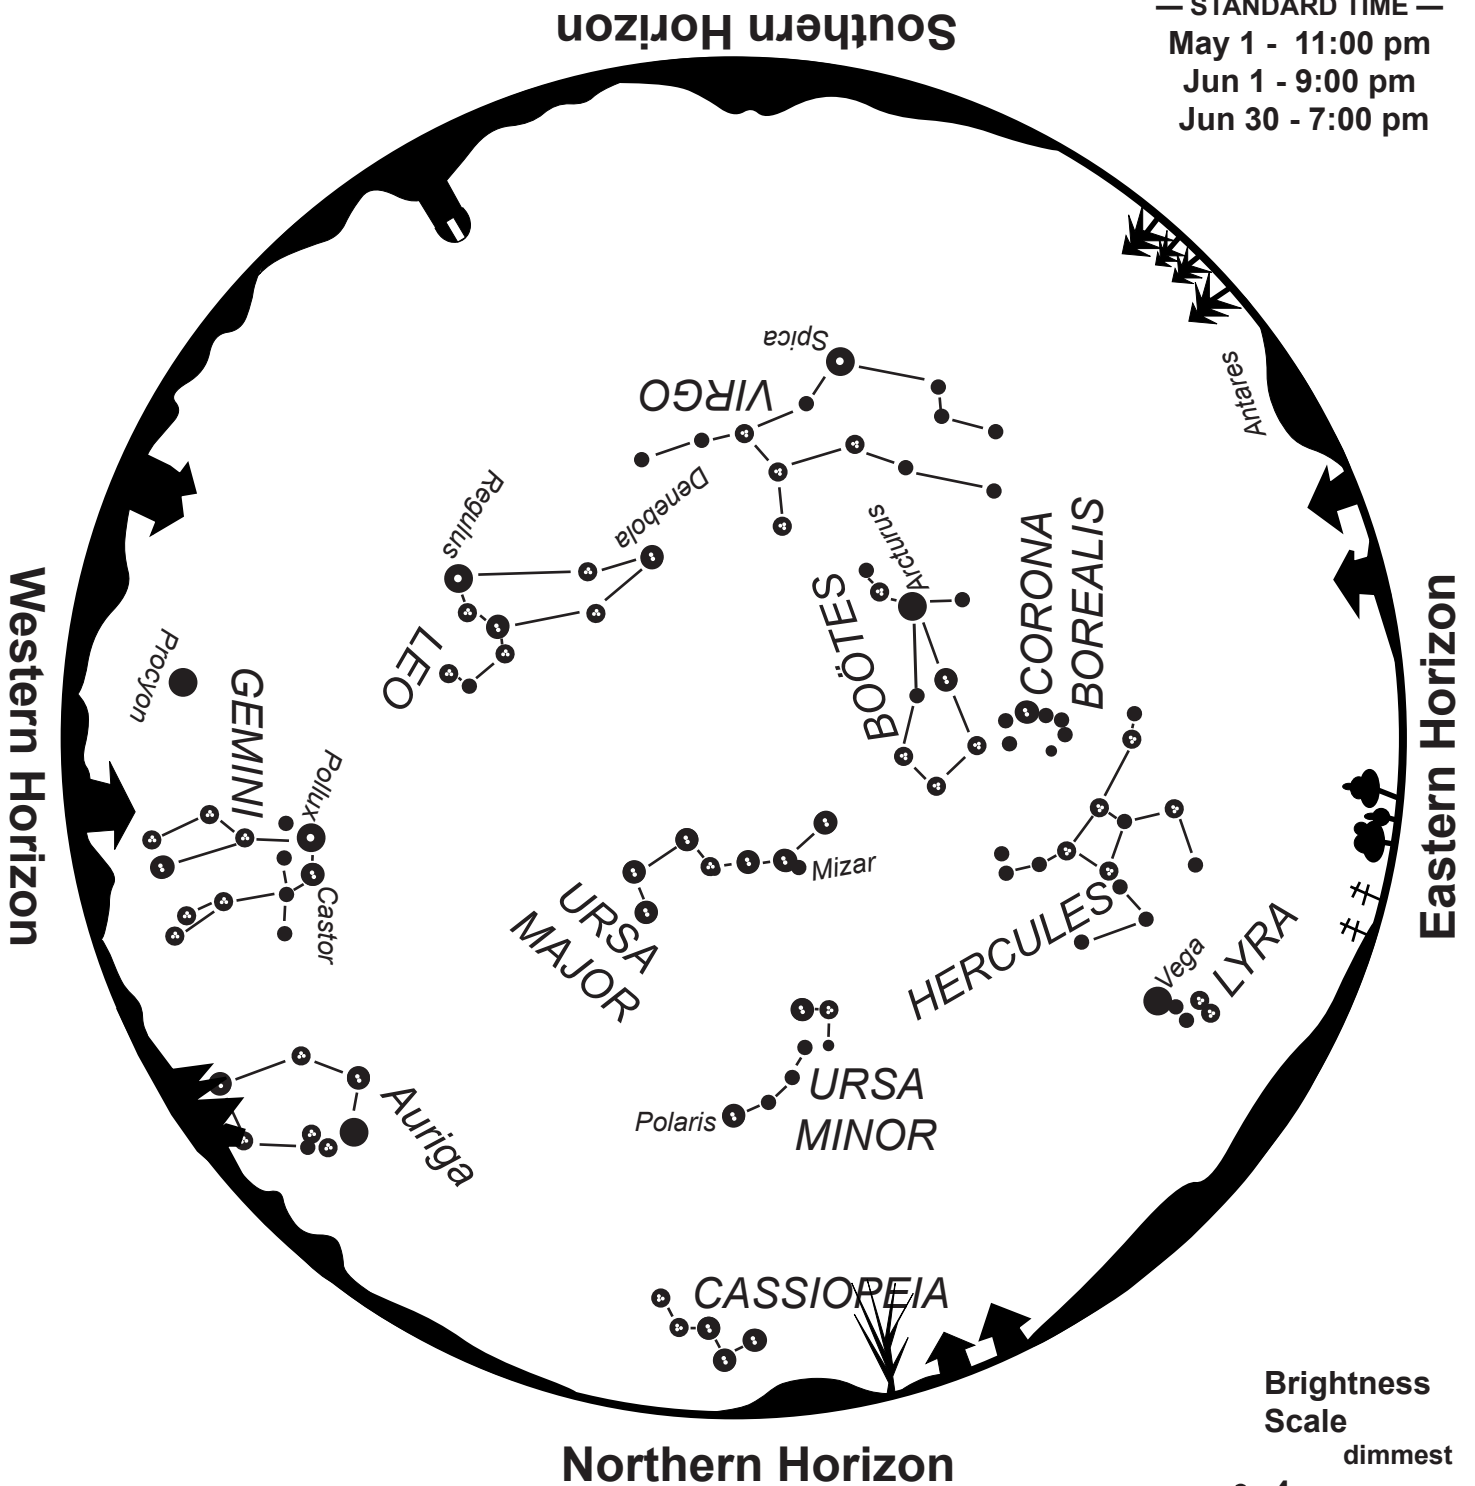 — STANDARD TIME —
May 1 - 11:00 pm
Jun 1 - 9:00 pm
Jun 30 - 7:00 pm
Southern Horizon
Spica
VIRGO
Antares
Regulus
Denebola
Arcturus
CORONA
BOREALIS
BOÖTES
LEO
Western Horizon
Eastern Horizon
Procyon
GEMINI
Pollux
Castor
Mizar
URSA
MAJOR
HERCULES
Vega
LYRA
Auriga
URSA
MINOR
Polaris
CASSIOPEIA
Northern Horizon
Brightness
Scale
dimmest